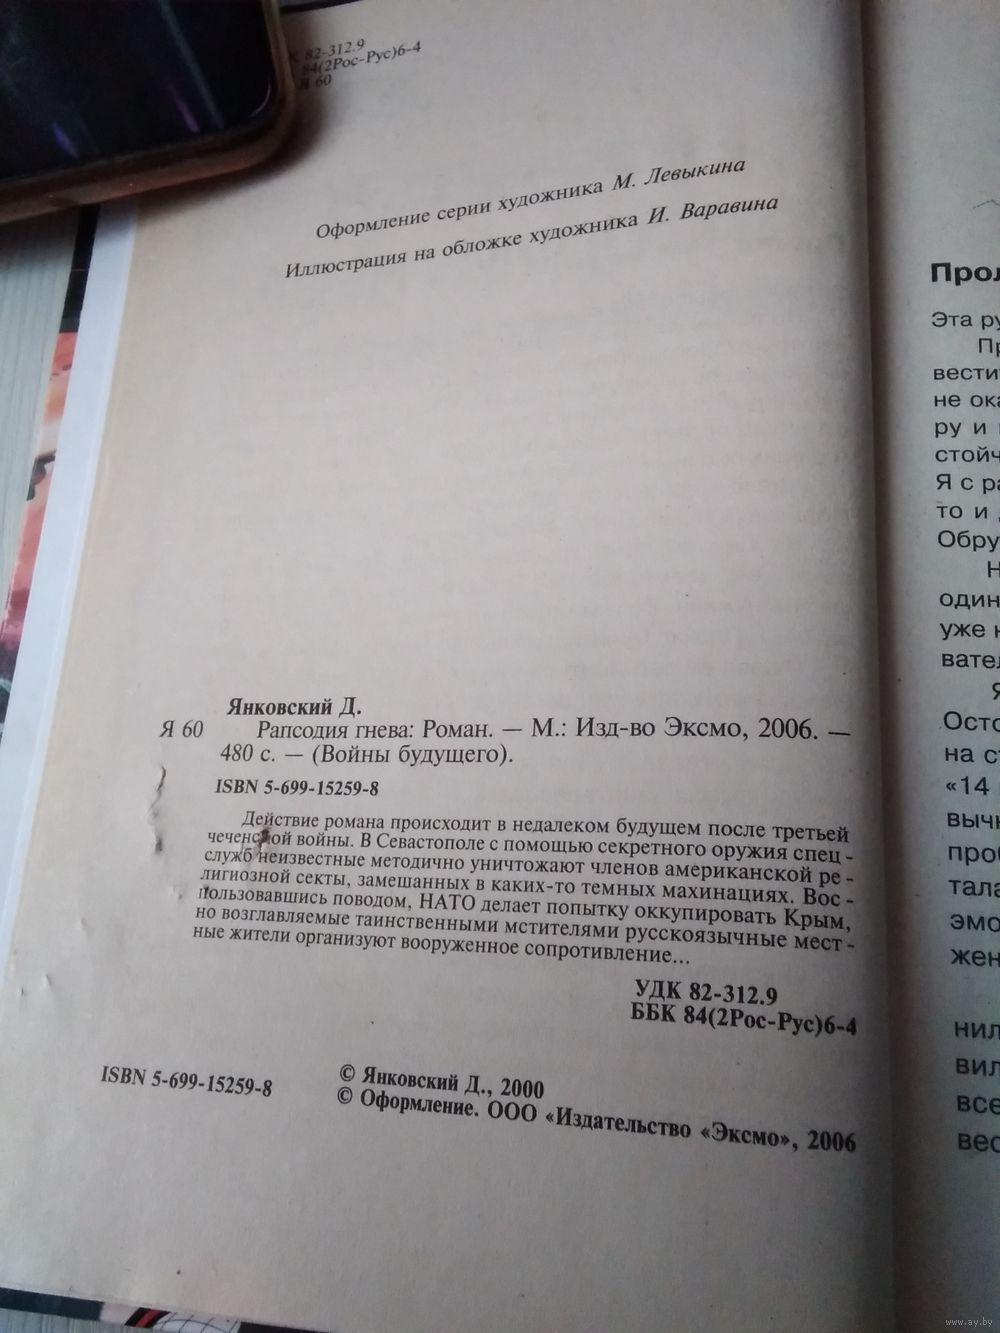 82-312.9
84(2Рос-Рус)6-4
Я 60
Оформление серии художника М. Левыкина
Иллюстрация на обложке художника И. Варавина
Янковский Д.
Я 60 Рапсодия гнева: Роман. — М.: Изд-во Эксмо, 2006. —
480 с. — (Войны будущего).
ISBN 5-699-15259-8
Действие романа происходит в недалеком будущем после третьей
чеченской войны. В Севастополе с помощью секретного оружия спец-
служб неизвестные методично уничтожают членов американской ре-
лигиозной секты, замешанных в каких-то темных махинациях. Вос-
пользовавшись поводом, НАТО делает попытку оккупировать Крым,
но возглавляемые таинственными мстителями русскоязычные мест-
ные жители организуют вооруженное сопротивление...
УДК 82-312.9
ББК 84(2Рос-Рус)6-4
ISBN 5-699-15259-8
© Янковский Д., 2000
© Оформление. ООО «Издательство «Эксмо», 2006
Прол
Эта ру
Пр
вести
не ока
ру и
стойч
Я с ра
то и
Обру
Н
один
уже н
вател
Я
Осто
на с
«14
вычн
проб
тала
эмо
жен
нил
вил
все
вес
www.ay.by